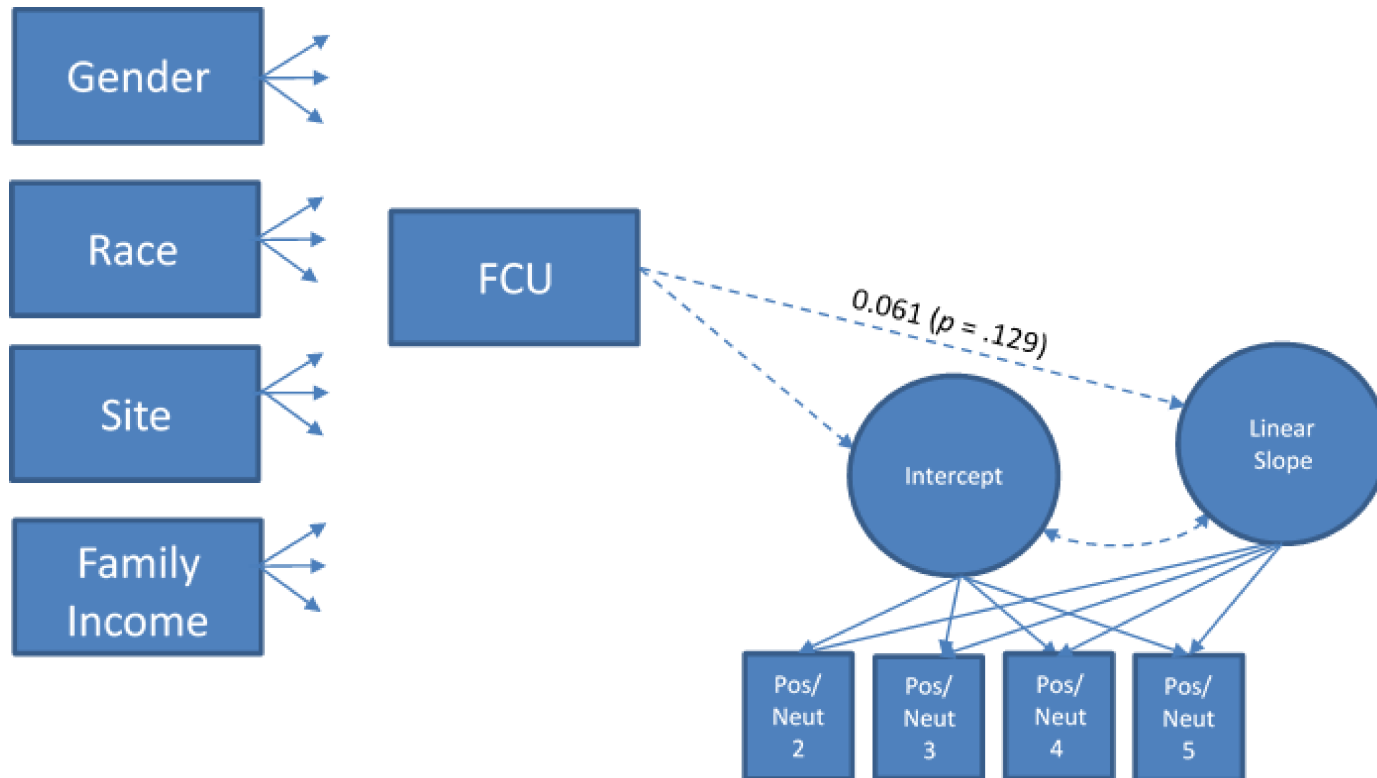 Gender
Race
Site
Family
Income
FCU
0.061 (p = .129)
Intercept
Linear
Slope
Pos/
Neut
2
Pos/
Neut
3
Pos/
Neut
4
Pos/
Neut
5